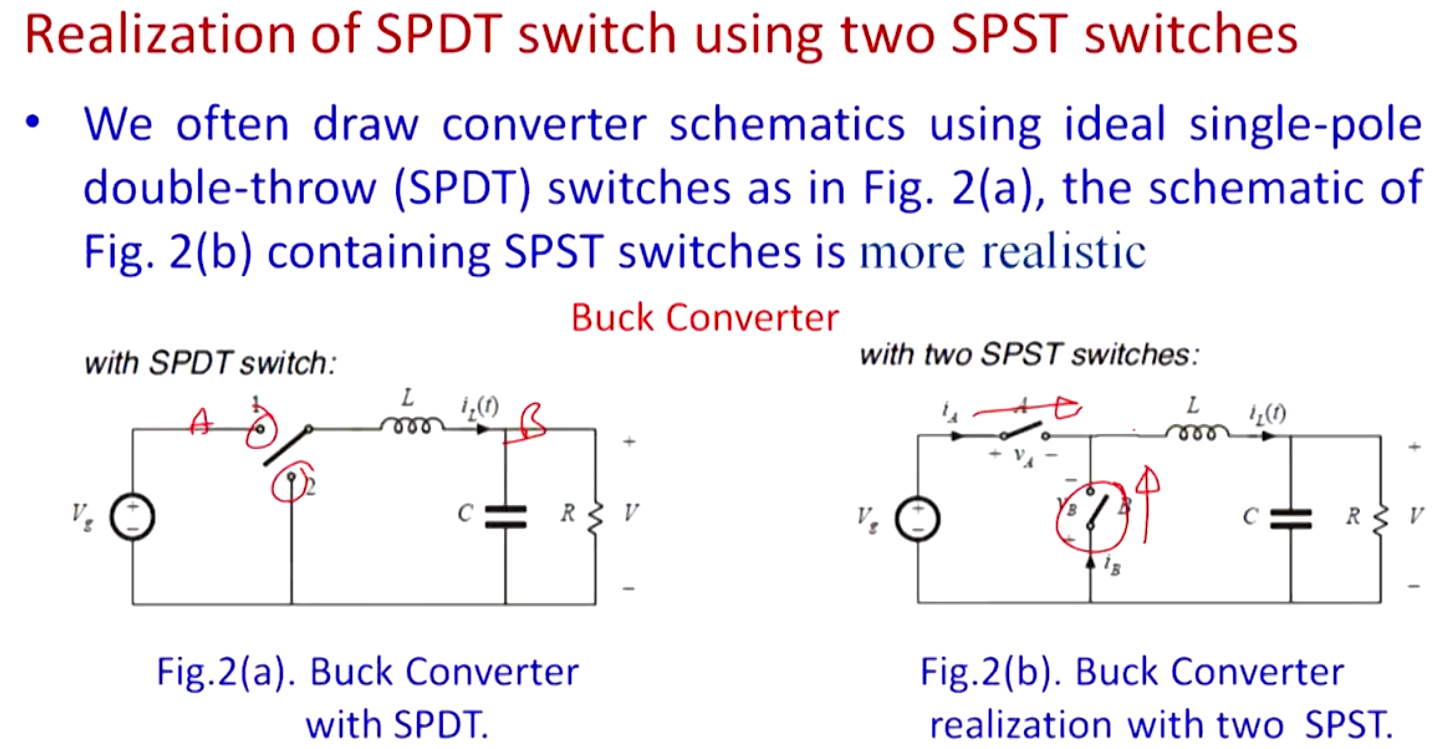 Realization of SPDT switch using two SPST switches
• We often draw converter schematics using ideal single-pole
double-throw (SPDT) switches as in Fig. 2(a), the schematic of
Fig. 2(b) containing SPST switches is more realistic
Buck Converter
with SPDT switch:
A 1 L iL(t) B
+
2
Vg + − C R V
−
Fig.2(a). Buck Converter
with SPDT.
with two SPST switches:
iA A L iL(t)
+ vA − +
−
Vg + − vB B C R V
+
iB
−
Fig.2(b). Buck Converter
realization with two SPST.